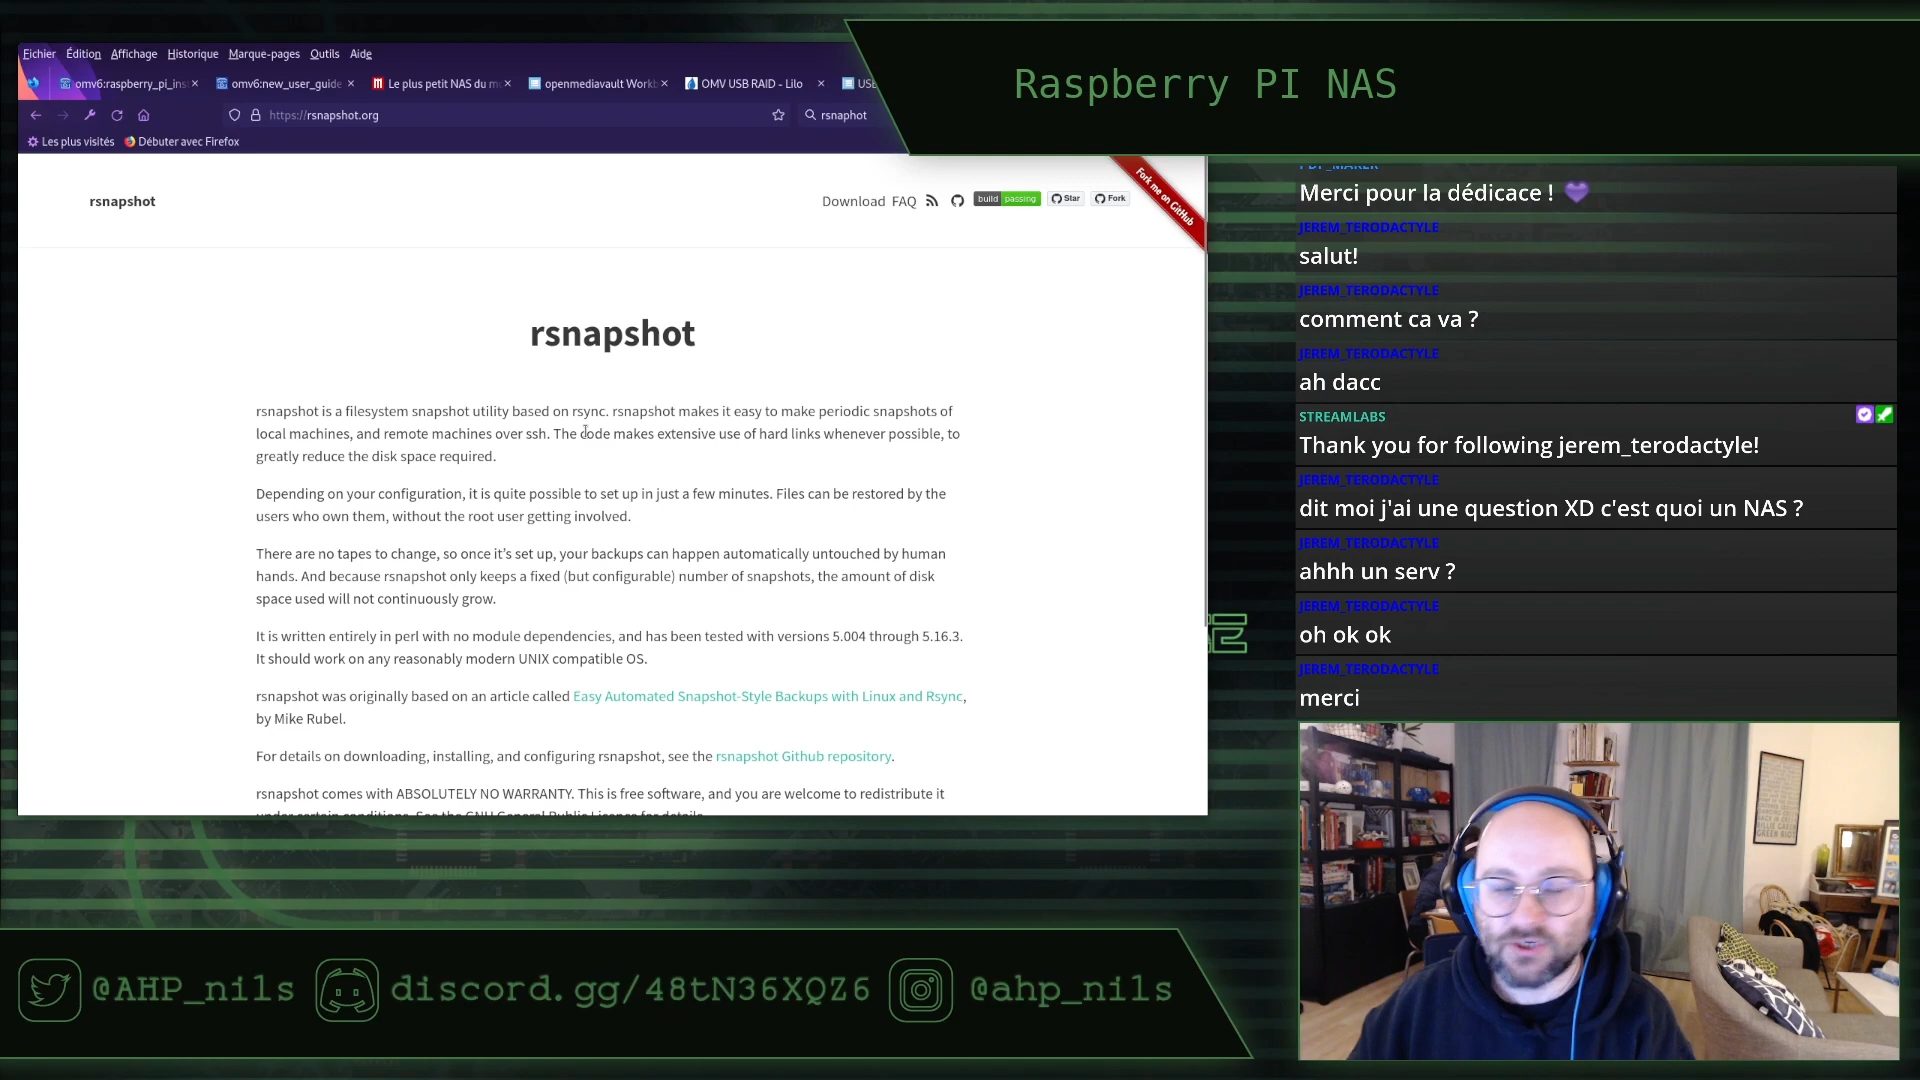 Fichier Édition Affichage Historique Marque-pages Outils Aide
omv6:raspberry_pi_ins
omv6:new_user_guide
Le plus petit NAS du mo
openmediavault Workb
OMV USB RAID - Lilo
USB
https://rsnapshot.org
rsnaphot
Les plus visités Débuter avec Firefox
Raspberry PI NAS
rsnapshot
Download FAQ
build passing
Star
Fork
Fork me on GitHub
rsnapshot
rsnapshot is a filesystem snapshot utility based on rsync. rsnapshot makes it easy to make periodic snapshots of
local machines, and remote machines over ssh. The code makes extensive use of hard links whenever possible, to
greatly reduce the disk space required.
Depending on your configuration, it is quite possible to set up in just a few minutes. Files can be restored by the
users who own them, without the root user getting involved.
There are no tapes to change, so once it’s set up, your backups can happen automatically untouched by human
hands. And because rsnapshot only keeps a fixed (but configurable) number of snapshots, the amount of disk
space used will not continuously grow.
It is written entirely in perl with no module dependencies, and has been tested with versions 5.004 through 5.16.3.
It should work on any reasonably modern UNIX compatible OS.
rsnapshot was originally based on an article called Easy Automated Snapshot-Style Backups with Linux and Rsync,
by Mike Rubel.
For details on downloading, installing, and configuring rsnapshot, see the rsnapshot Github repository.
rsnapshot comes with ABSOLUTELY NO WARRANTY. This is free software, and you are welcome to redistribute it
under certain conditions. See the GNU General Public Licence for details.
PDF_MAKER
Merci pour la dédicace !
JEREM_TERODACTYLE
salut!
JEREM_TERODACTYLE
comment ca va ?
JEREM_TERODACTYLE
ah dacc
STREAMLABS
Thank you for following jerem_terodactyle!
JEREM_TERODACTYLE
dit moi j'ai une question XD c'est quoi un NAS ?
JEREM_TERODACTYLE
ahhh un serv ?
JEREM_TERODACTYLE
oh ok ok
JEREM_TERODACTYLE
merci
@AHP_nils
discord.gg/48tN36XQZ6
@ahp_nils